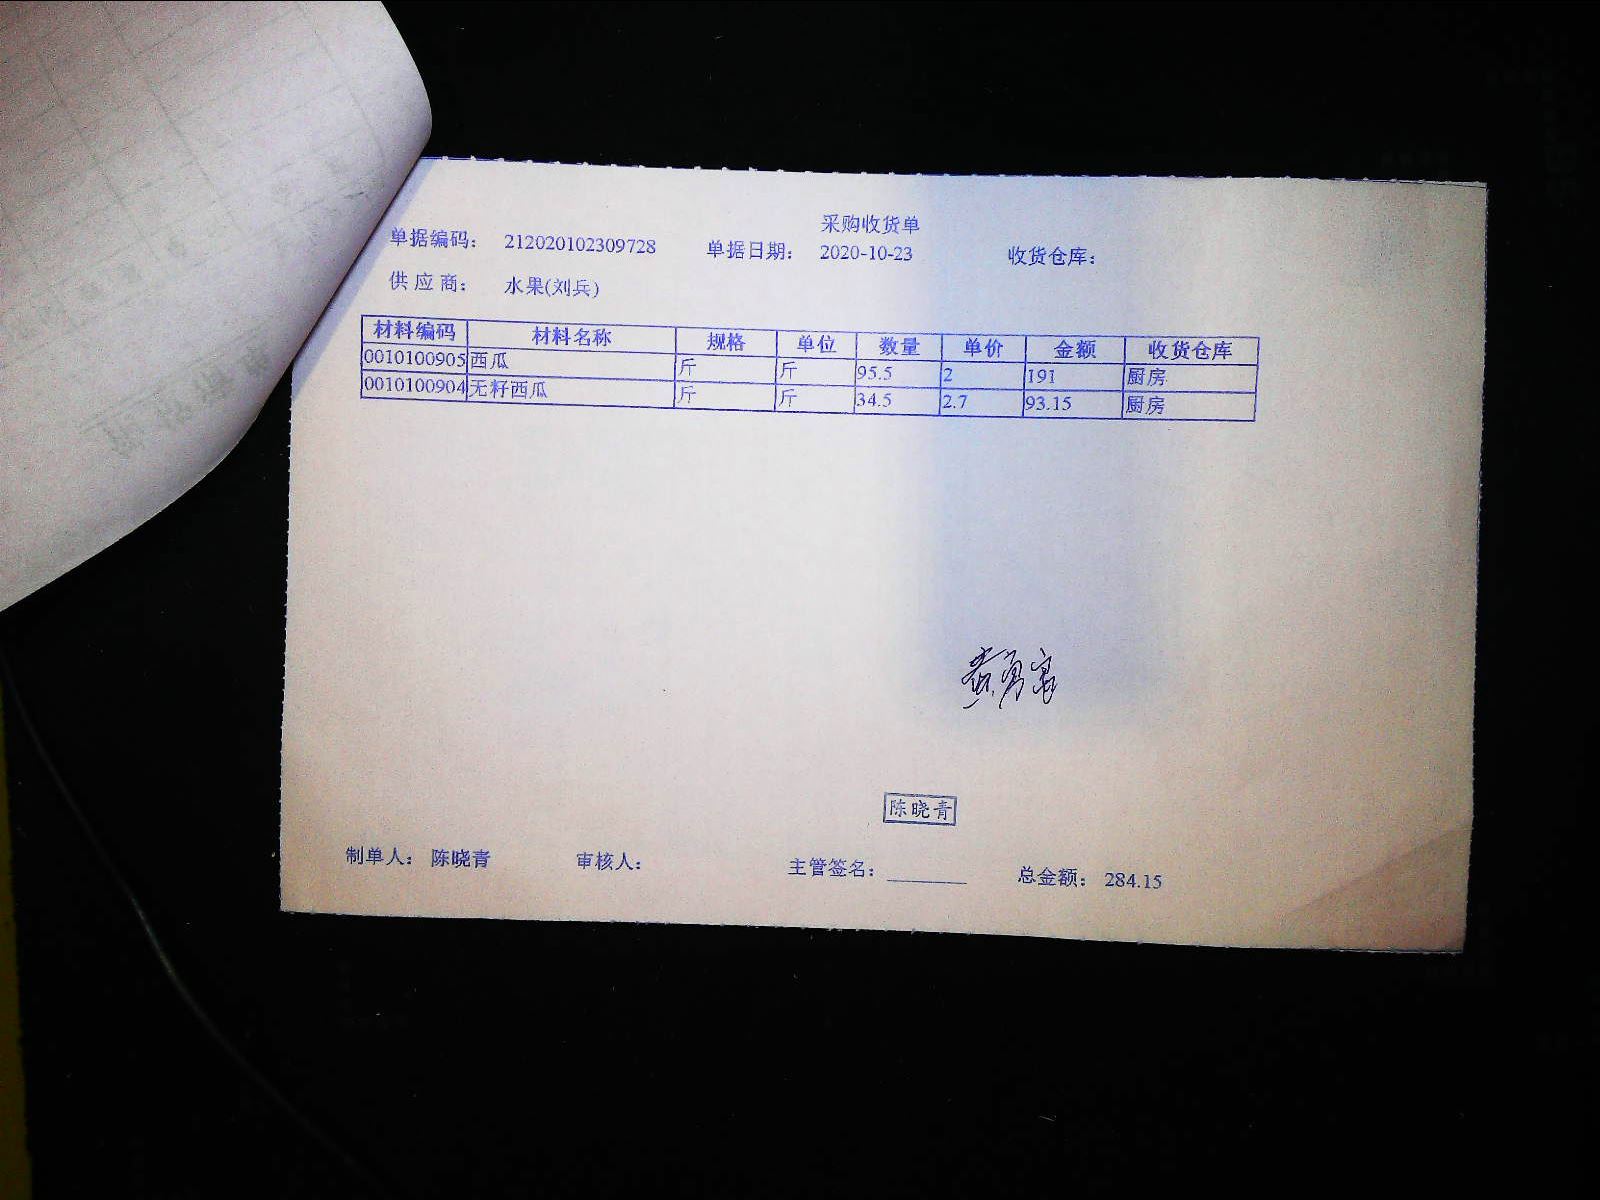 采购收货单
单据编码： 212020102309728 单据日期： 2020-10-23 收货仓库：
供应商： 水果(刘兵)
材料编码 材料名称 规格 单位 数量 单价 金额 收货仓库
0010100905 西瓜 斤 斤 95.5 2 191 厨房
0010100904 无籽西瓜 斤 斤 34.5 2.7 93.15 厨房
陈晓青
制单人： 陈晓青 审核人： 主管签名：________ 总金额： 284.15